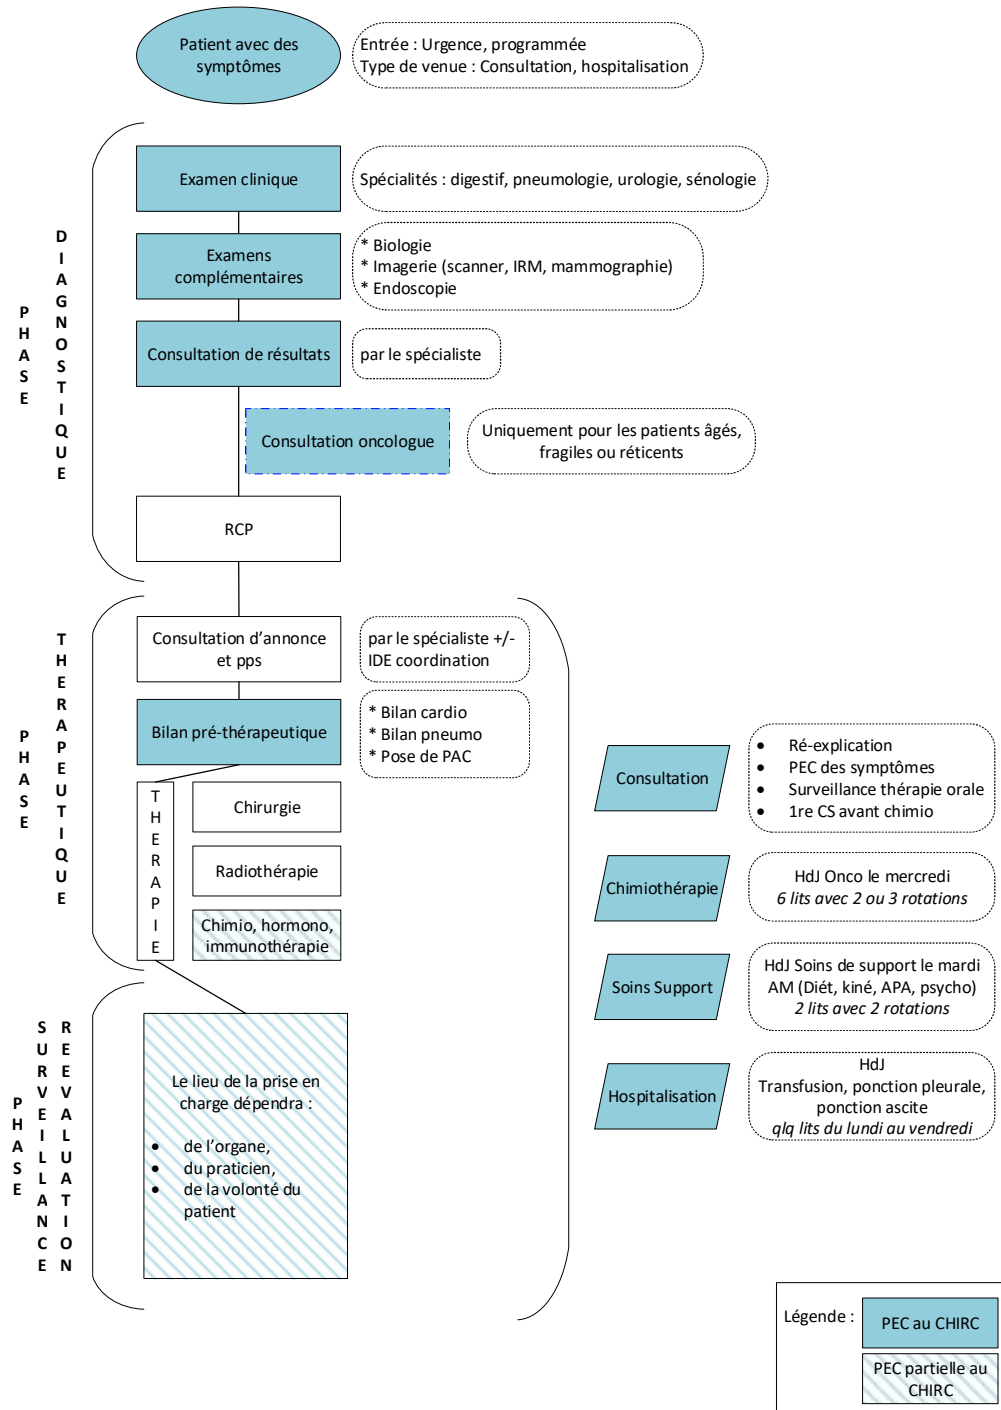 Patient avec des
symptômes
Entrée : Urgence, programmée
Type de venue : Consultation, hospitalisation
PHASE
DIAGNOSTIQUE
Examen clinique
Spécialités : digestif, pneumologie, urologie, sénologie
Examens
complémentaires
* Biologie
* Imagerie (scanner, IRM, mammographie)
* Endoscopie
Consultation de résultats
par le spécialiste
Consultation oncologue
Uniquement pour les patients âgés,
fragiles ou réticents
RCP
PHASE
THERAPEUTIQUE
Consultation d'annonce
et pps
par le spécialiste +/-
IDE coordination
Bilan pré-thérapeutique
* Bilan cardio
* Bilan pneumo
* Pose de PAC
THERAPIE
Chirurgie
Radiothérapie
Chimio, hormono,
immunothérapie
PHASE
SURVEILLANCE
REEVALUATION
Le lieu de la prise en
charge dépendra :
• de l'organe,
• du praticien,
• de la volonté du
patient
Consultation
• Ré-explication
• PEC des symptômes
• Surveillance thérapie orale
• 1re CS avant chimio
Chimiothérapie
HdJ Onco le mercredi
6 lits avec 2 ou 3 rotations
Soins Support
HdJ Soins de support le mardi
AM (Diét, kiné, APA, psycho)
2 lits avec 2 rotations
Hospitalisation
HdJ
Transfusion, ponction pleurale,
ponction ascite
qlq lits du lundi au vendredi
Légende :
PEC au CHIRC
PEC partielle au
CHIRC